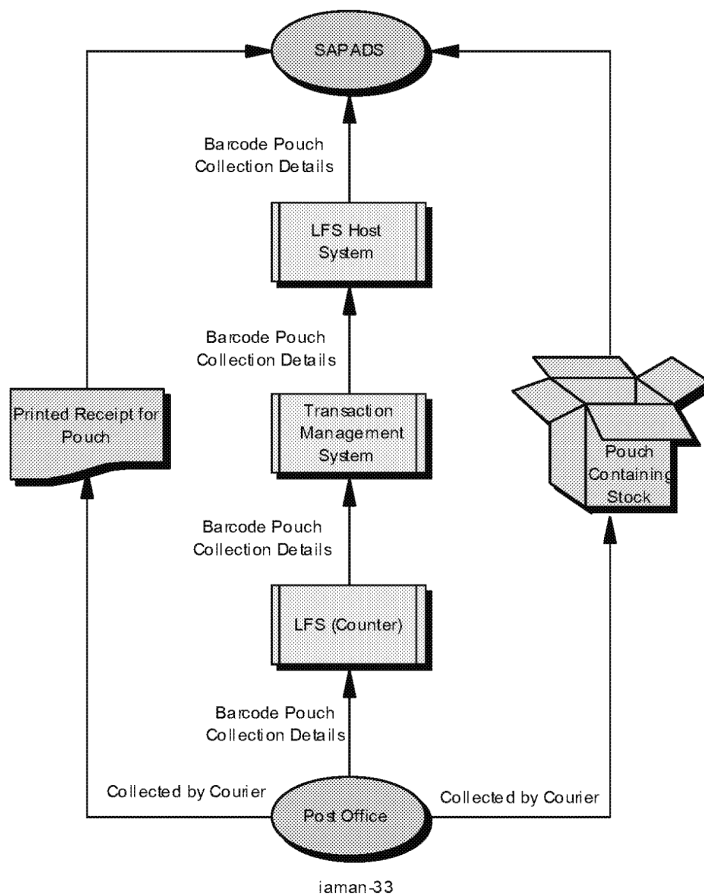 SAPADS
Barcode Pouch
Collection Details
LFS Host
System
Barcode Pouch
Collection Details
Printed Receipt for
Pouch
Transaction
Management
System
Pouch
Containing
Stock
Barcode Pouch
Collection Details
LFS (Counter)
Barcode Pouch
Collection Details
Collected by Courier
Collected by Courier
Post Office
iaman-33